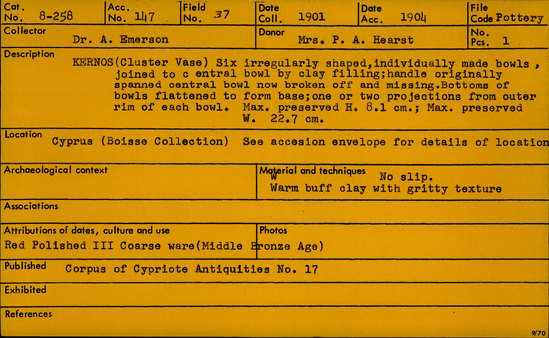 Cat. No. 8-258 Acc. No. 147 Field No. 37 Date Coll. 1901 Date Acc. 1904 File Code Pottery
Collector Dr. A. Emerson Donor Mrs. P. A. Hearst No. Pcs. 1
Description KERNOS(Cluster Vase) Six irregularly shaped,individually made bowls ,
joined to c entral bowl by clay filling;handle originally
spanned central bowl now broken off and missing.Bottoms of
bowls flattened to form base;one or two projections from outer
rim of each bowl. Max. preserved H. 8.1 cm.; Max. preserved
W. 22.7 cm.
Location Cyprus (Boisse Collection) See accesion envelope for details of location
Archaeological context Material and techniques No slip.
W
Warm buff clay with gritty texture
Associations
Attributions of dates, culture and use Photos
Red Polished III Coarse ware(Middle Bronze Age)
Published Corpus of Cypriote Antiquities No. 17
Exhibited
References
9/70